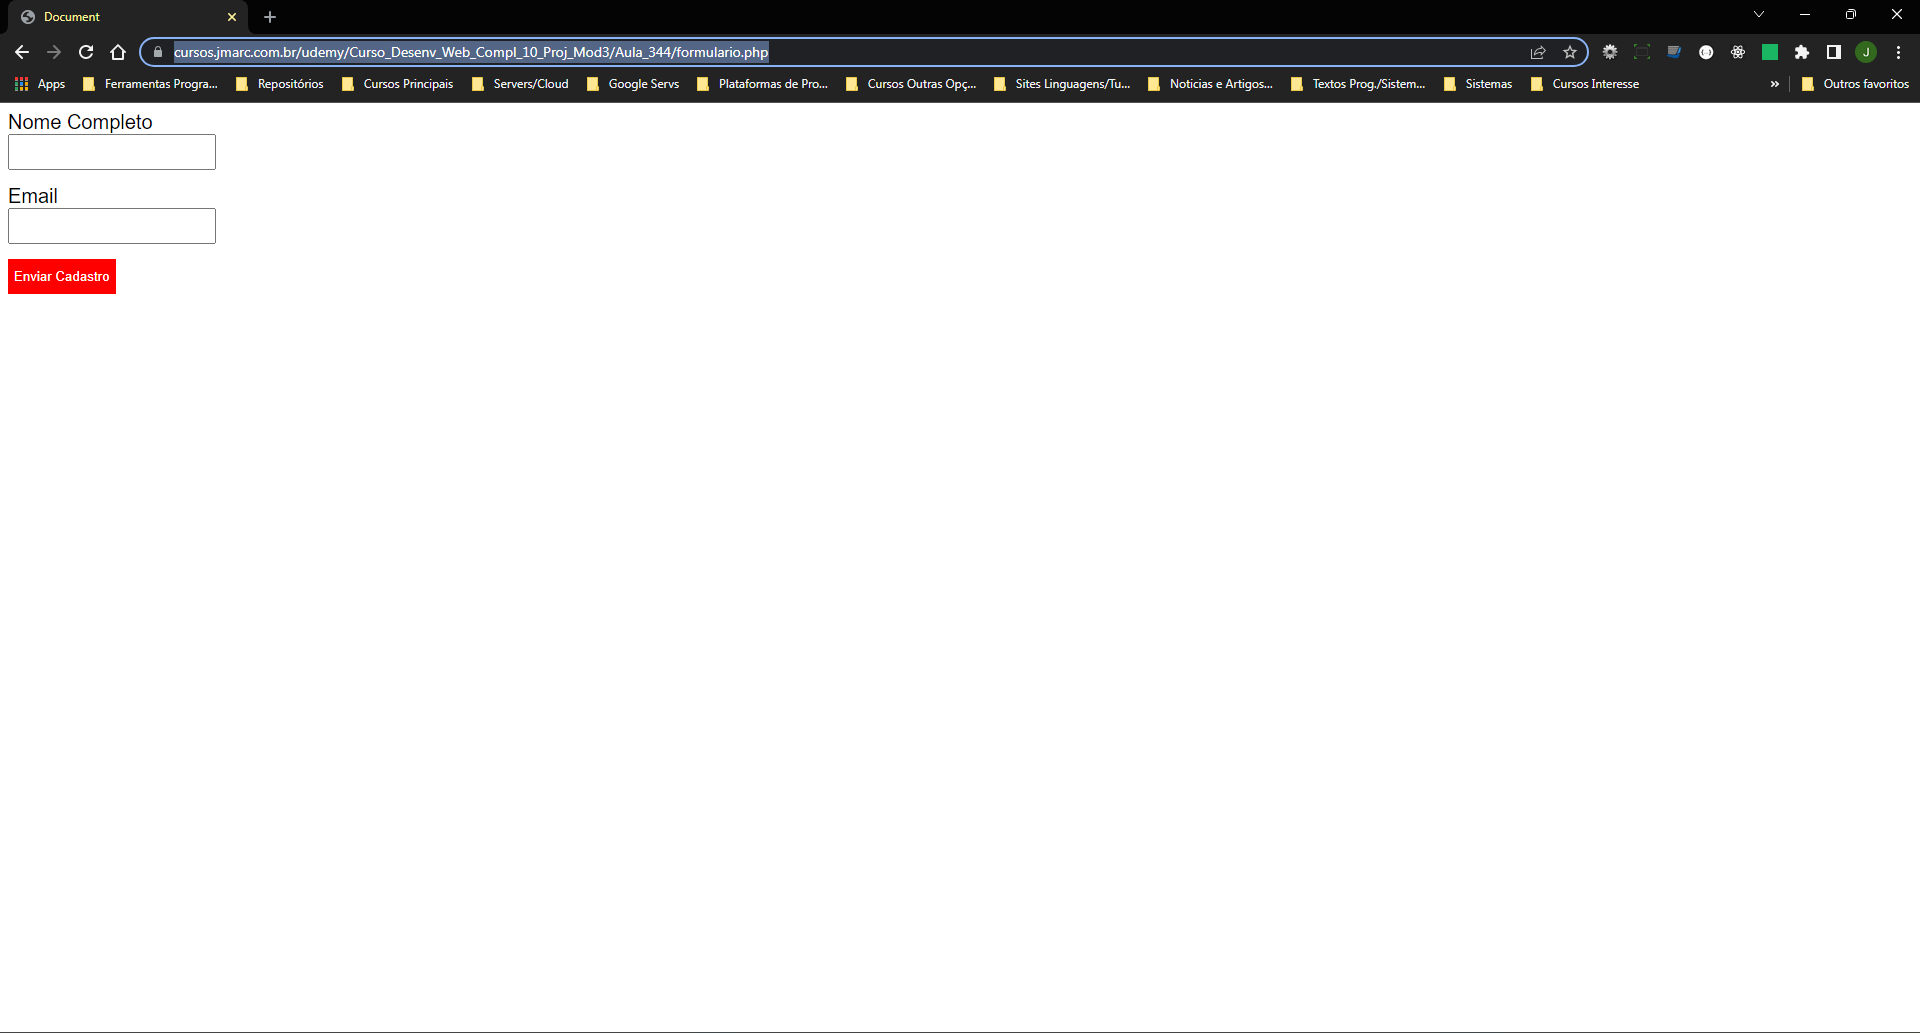 Document
cursos.jmarc.com.br/udemy/Curso_Desenv_Web_Compl_10_Proj_Mod3/Aula_344/formulario.php
J
Apps Ferramentas Progra... Repositórios Cursos Principais Servers/Cloud Google Servs Plataformas de Pro... Cursos Outras Opç... Sites Linguagens/Tu... Noticias e Artigos... Textos Prog./Sistem... Sistemas Cursos Interesse » Outros favoritos
Nome Completo
Email
Enviar Cadastro